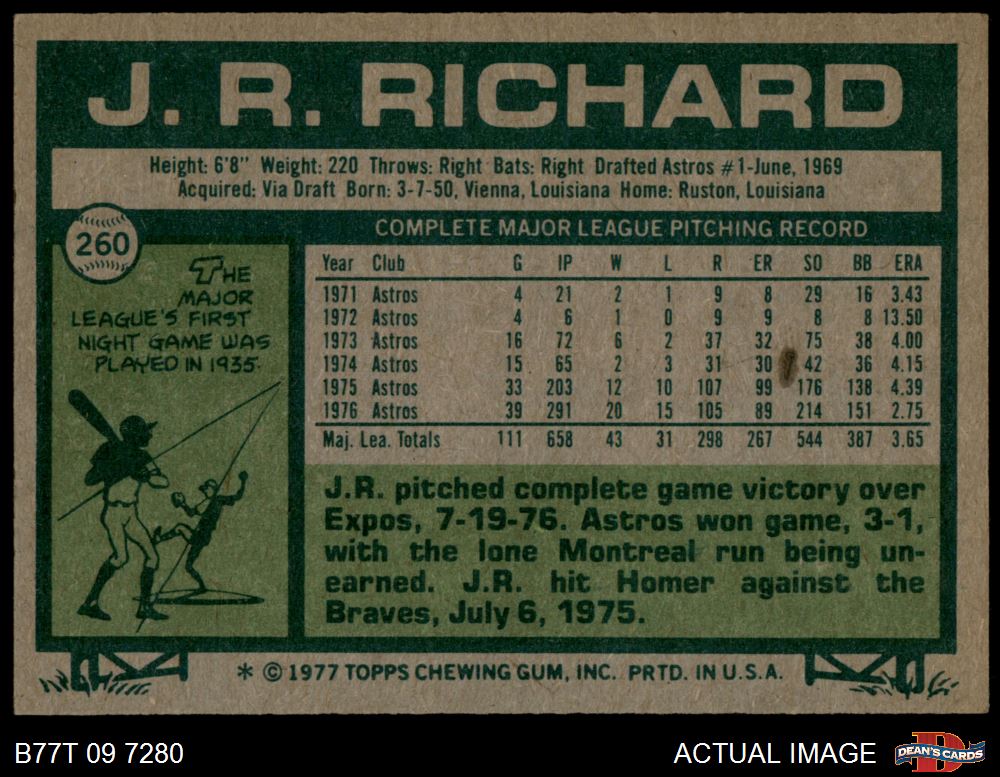 J. R. RICHARD
Height: 6'8" Weight: 220 Throws: Right Bats: Right Drafted Astros #1-June, 1969
Acquired: Via Draft Born: 3-7-50, Vienna, Louisiana Home: Ruston, Louisiana
260
THE
MAJOR
LEAGUE'S FIRST
NIGHT GAME WAS
PLAYED IN 1935.
COMPLETE MAJOR LEAGUE PITCHING RECORD
Year Club G IP W L R ER SO BB ERA
1971 Astros 4 21 2 1 9 8 29 16 3.43
1972 Astros 4 6 1 0 9 9 8 8 13.50
1973 Astros 16 72 6 2 37 32 75 38 4.00
1974 Astros 15 65 2 3 31 30 42 36 4.15
1975 Astros 33 203 12 10 107 99 176 138 4.39
1976 Astros 39 291 20 15 105 89 214 151 2.75
Maj. Lea. Totals 111 658 43 31 298 267 544 387 3.65
J.R. pitched complete game victory over
Expos, 7-19-76. Astros won game, 3-1,
with the lone Montreal run being un-
earned. J.R. hit Homer against the
Braves, July 6, 1975.
* © 1977 TOPPS CHEWING GUM, INC. PRTD. IN U.S.A.
B77T 09 7280
ACTUAL IMAGE
D
DEAN'S CARDS